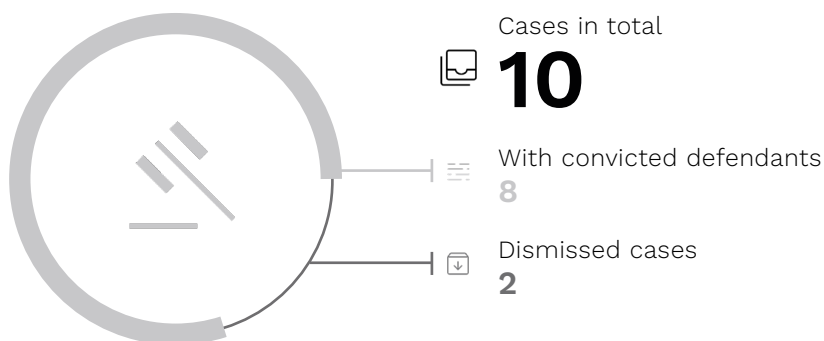 Cases in total
10
With convicted defendants
8
Dismissed cases
2